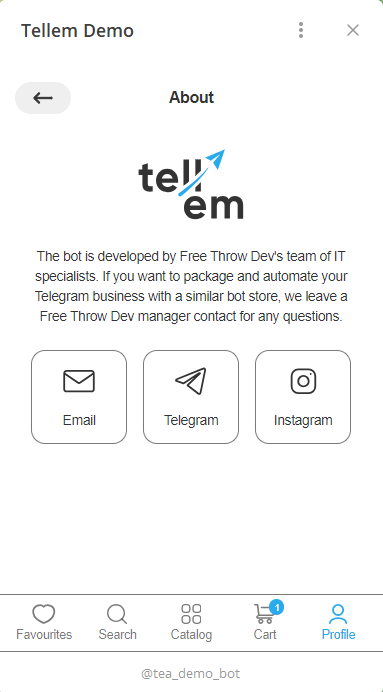 Tellem Demo
About
tell
em
The bot is developed by Free Throw Dev's team of IT
specialists. If you want to package and automate your
Telegram business with a similar bot store, we leave a
Free Throw Dev manager contact for any questions.
Email
Telegram
Instagram
1
Favourites
Search
Catalog
Cart
Profile
@tea_demo_bot